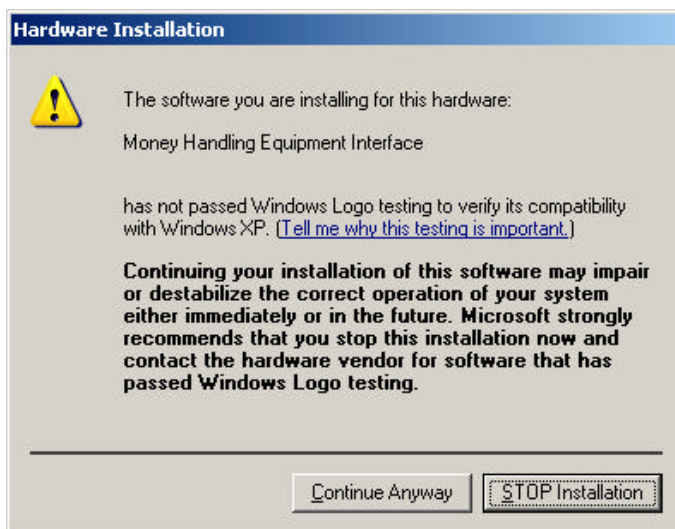 Hardware Installation
The software you are installing for this hardware:
Money Handling Equipment Interface
has not passed Windows Logo testing to verify its compatibility
with Windows XP. (Tell me why this testing is important.)
Continuing your installation of this software may impair
or destabilize the correct operation of your system
either immediately or in the future. Microsoft strongly
recommends that you stop this installation now and
contact the hardware vendor for software that has
passed Windows Logo testing.
Continue Anyway
STOP Installation